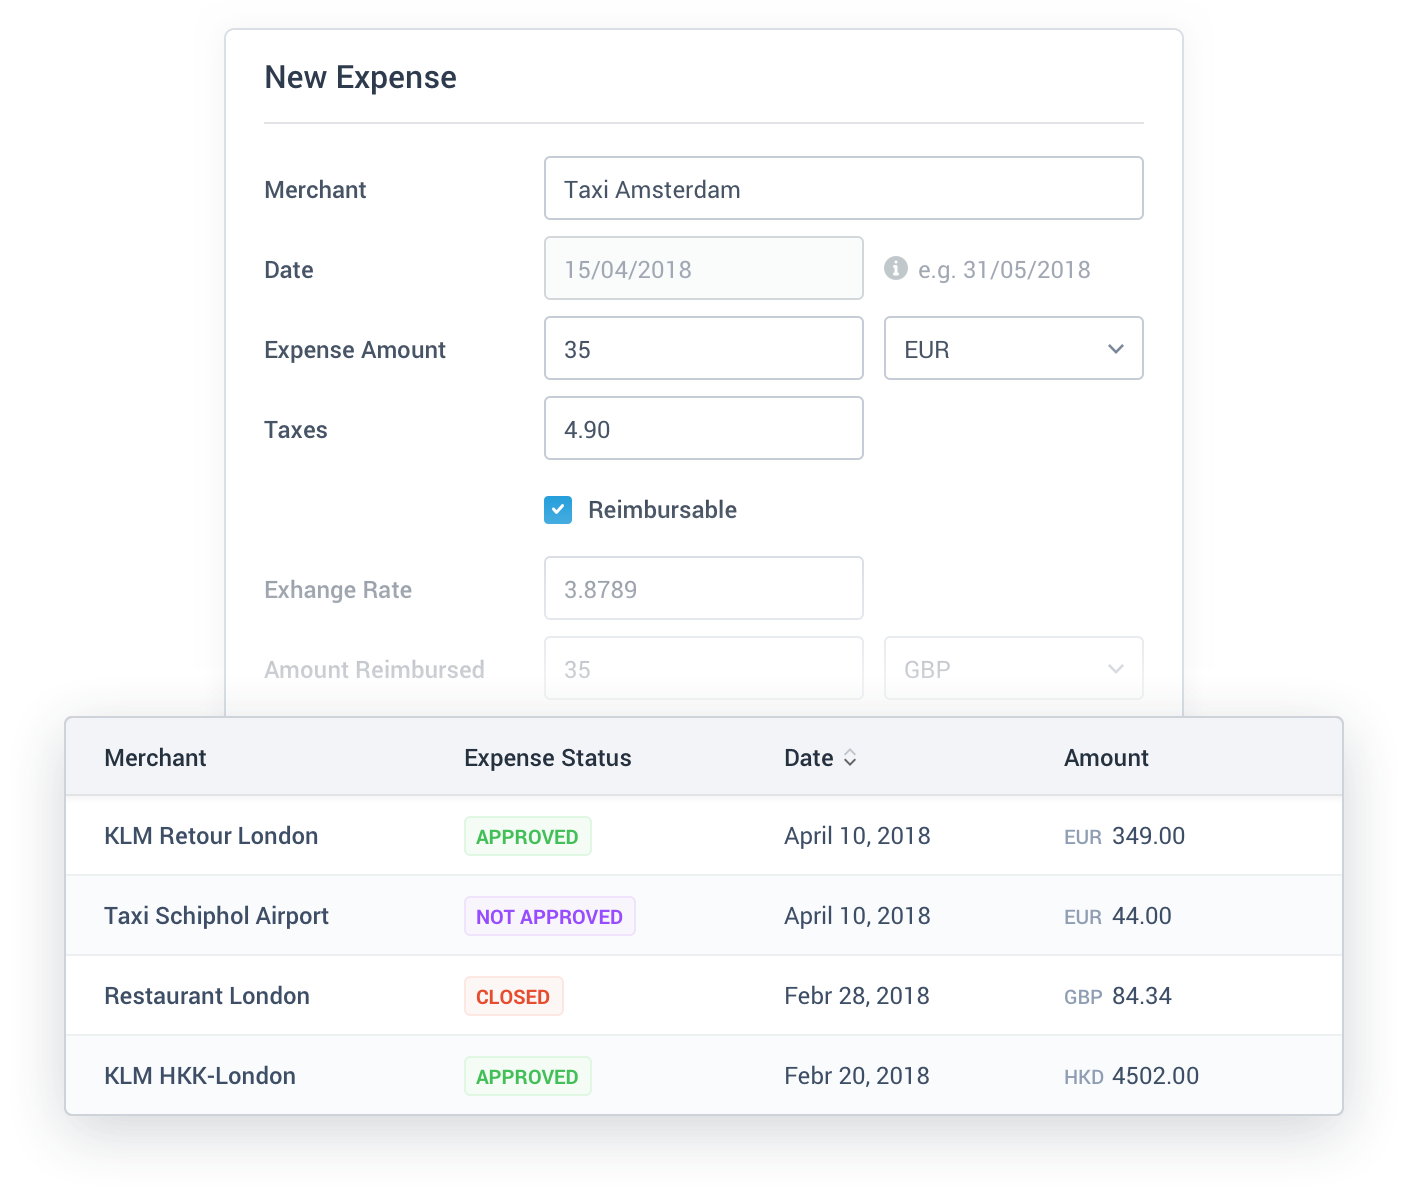 New Expense
Merchant Taxi Amsterdam
Date 15/04/2018 e.g. 31/05/2018
Expense Amount 35 EUR
Taxes 4.90
Reimbursable
Exhange Rate 3.8789
Amount Reimbursed 35 GBP
Merchant Expense Status Date Amount
KLM Retour London APPROVED April 10, 2018 EUR 349.00
Taxi Schiphol Airport NOT APPROVED April 10, 2018 EUR 44.00
Restaurant London CLOSED Febr 28, 2018 GBP 84.34
KLM HKK-London APPROVED Febr 20, 2018 HKD 4502.00